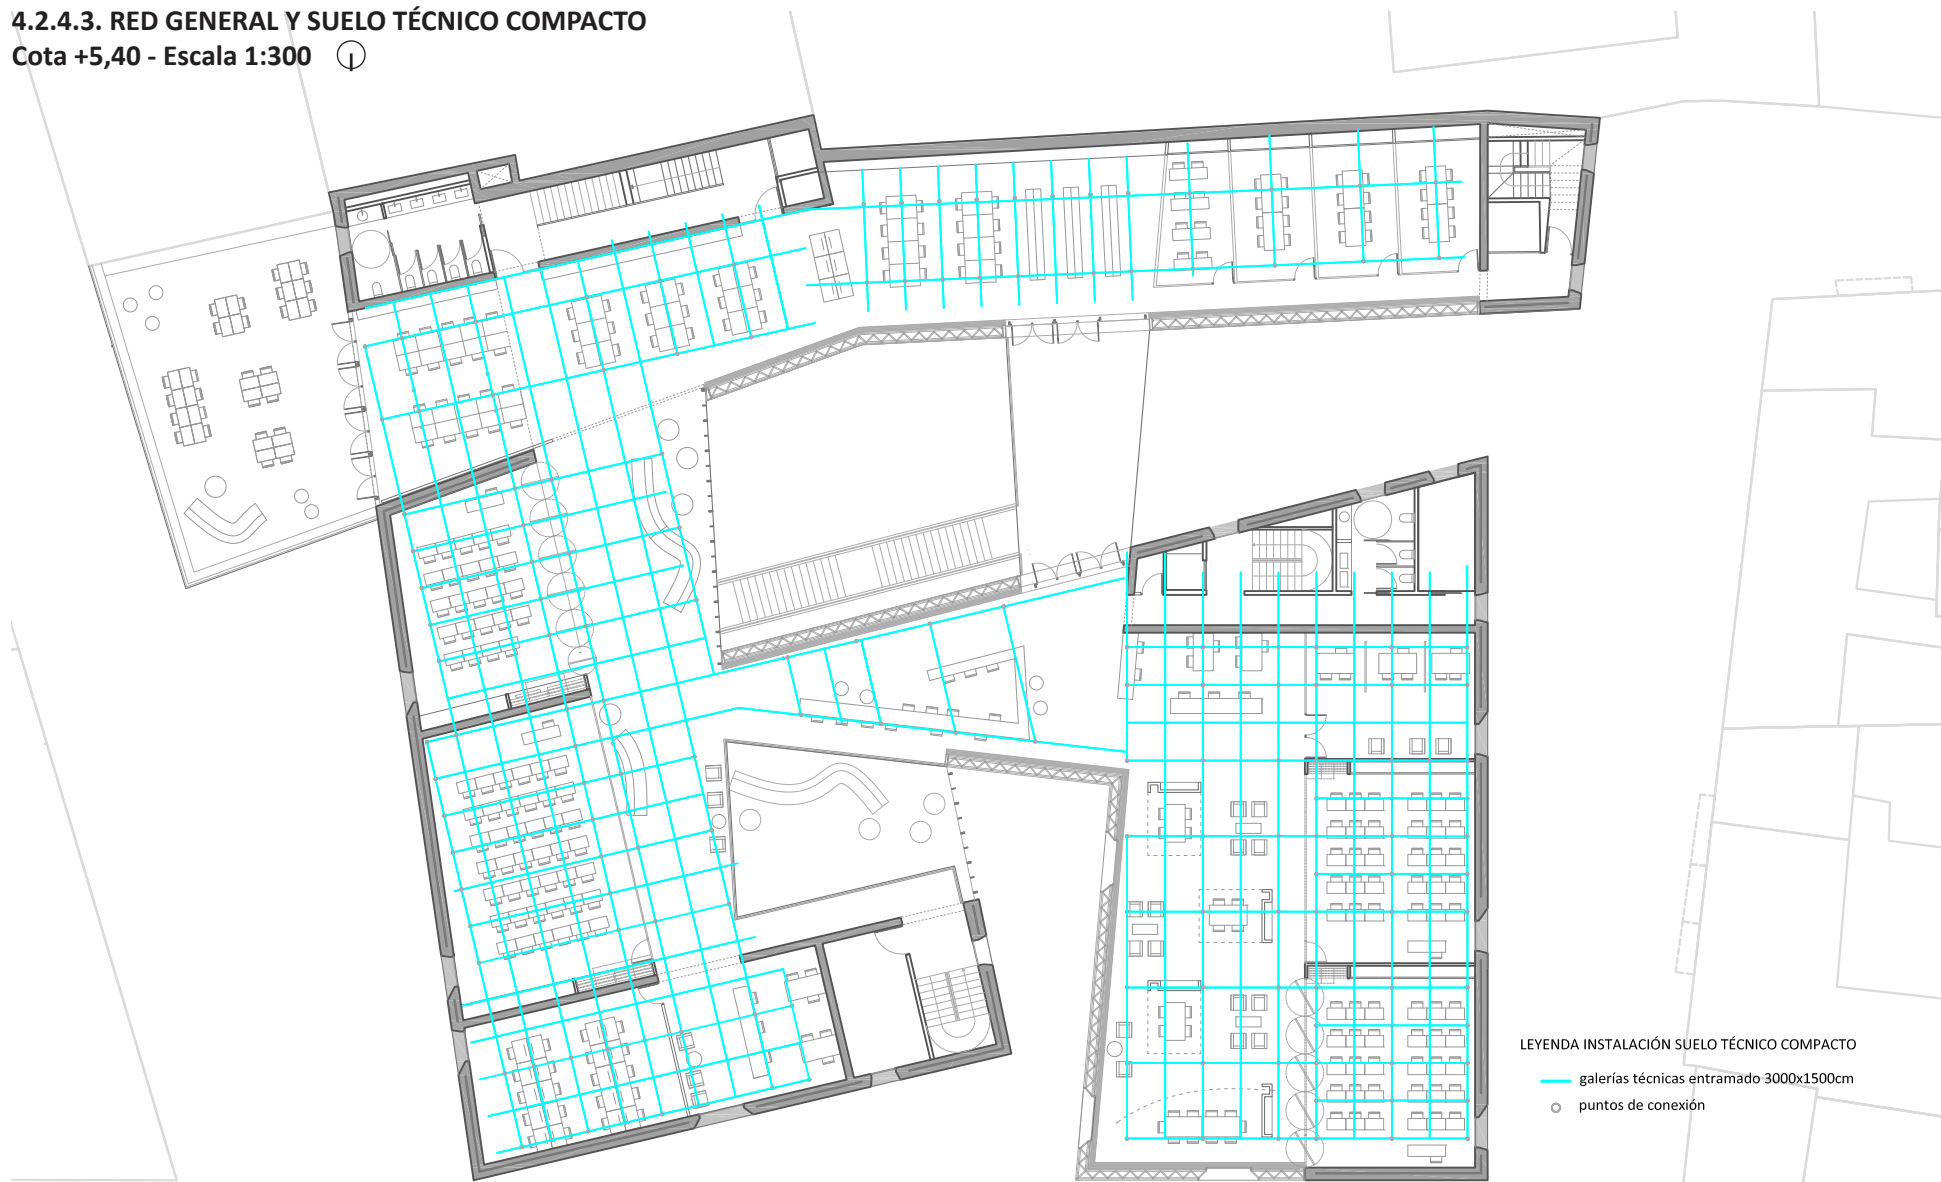 4.2.4.3. RED GENERAL Y SUELO TÉCNICO COMPACTO
Cota +5,40 - Escala 1:300
LEYENDA INSTALACIÓN SUELO TÉCNICO COMPACTO
galerías técnicas entramado 3000x1500cm
puntos de conexión